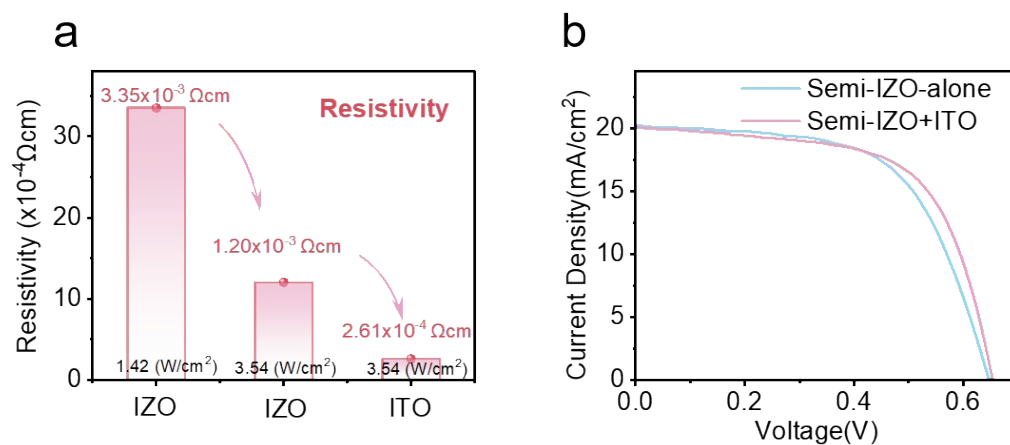 a
Resistivity (x10⁻⁴Ωcm)
30
20
10
0
3.35x10⁻³ Ωcm
Resistivity
1.20x10⁻³ Ωcm
2.61x10⁻⁴ Ωcm
1.42 (W/cm²)
3.54 (W/cm²)
3.54 (W/cm²)
IZO
IZO
ITO
b
Current Density(mA/cm²)
25
20
15
10
5
0
Semi-IZO-alone
Semi-IZO+ITO
0.0
0.2
0.4
0.6
Voltage(V)